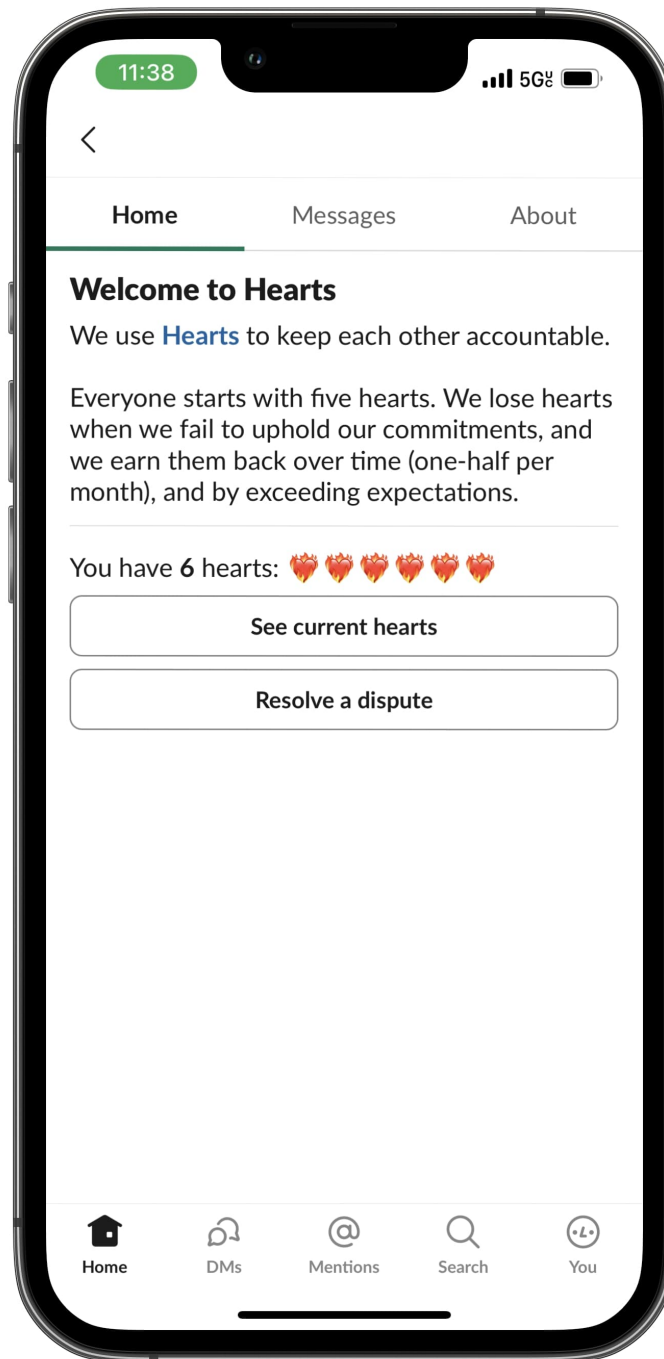 11:38
5G
Home Messages About
Welcome to Hearts
We use Hearts to keep each other accountable.
Everyone starts with five hearts. We lose hearts
when we fail to uphold our commitments, and
we earn them back over time (one-half per
month), and by exceeding expectations.
You have 6 hearts: ❤️‍🔥❤️‍🔥❤️‍🔥❤️‍🔥❤️‍🔥❤️‍🔥
See current hearts
Resolve a dispute
Home DMs Mentions Search You